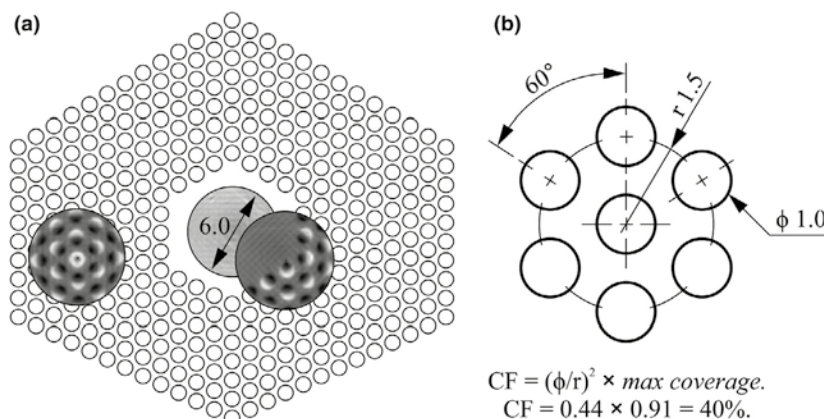 (a)
6.0
(b)
60°
r 1.5
ϕ 1.0
CF = (ϕ/r)² × max coverage.
CF = 0.44 × 0.91 = 40%.